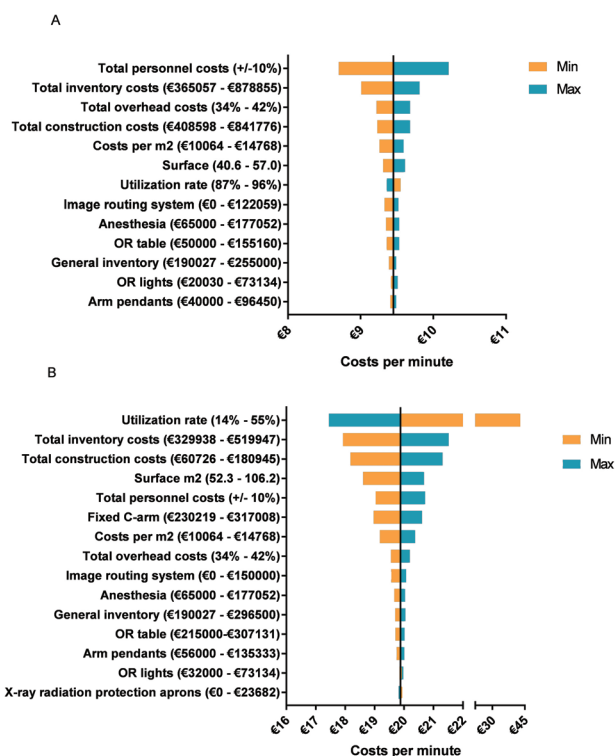 A
Total personnel costs (+/-10%)
Total inventory costs (€365057 - €878855)
Total overhead costs (34% - 42%)
Total construction costs (€408598 - €841776)
Costs per m2 (€10064 - €14768)
Surface (40.6 - 57.0)
Utilization rate (87% - 96%)
Image routing system (€0 - €122059)
Anesthesia (€65000 - €177052)
OR table (€50000 - €155160)
General inventory (€190027 - €255000)
OR lights (€20030 - €73134)
Arm pendants (€40000 - €96450)
Min
Max
€8 €9 €10 €11
Costs per minute
B
Utilization rate (14% - 55%)
Total inventory costs (€329938 - €519947)
Total construction costs (€60726 - €180945)
Surface m2 (52.3 - 106.2)
Total personnel costs (+/- 10%)
Fixed C-arm (€230219 - €317008)
Costs per m2 (€10064 - €14768)
Total overhead costs (34% - 42%)
Image routing system (€0 - €150000)
Anesthesia (€65000 - €177052)
General inventory (€190027 - €296500)
OR table (€215000-€307131)
Arm pendants (€56000 - €135333)
OR lights (€32000 - €73134)
X-ray radiation protection aprons (€0 - €23682)
Min
Max
€16 €17 €18 €19 €20 €21 €22 €30 €45
Costs per minute